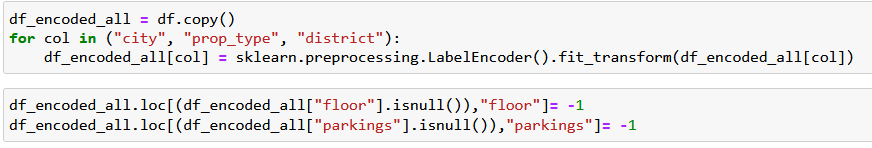 df_encoded_all = df.copy()
for col in ("city", "prop_type", "district"):
    df_encoded_all[col] = sklearn.preprocessing.LabelEncoder().fit_transform(df_encoded_all[col])
df_encoded_all.loc[(df_encoded_all["floor"].isnull()),"floor"]= -1
df_encoded_all.loc[(df_encoded_all["parkings"].isnull()),"parkings"]= -1